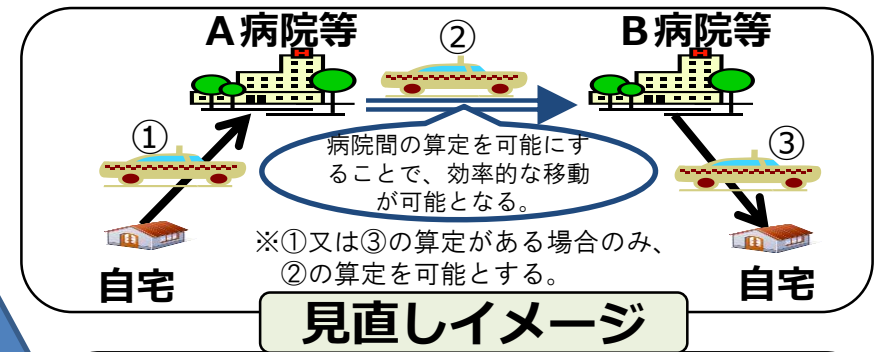 A病院等
②
B病院等
①
③
病院間の算定を可能にす
ることで、効率的な移動
が可能となる。
※①又は③の算定がある場合のみ、
②の算定を可能とする。
自宅
自宅
見直しイメージ